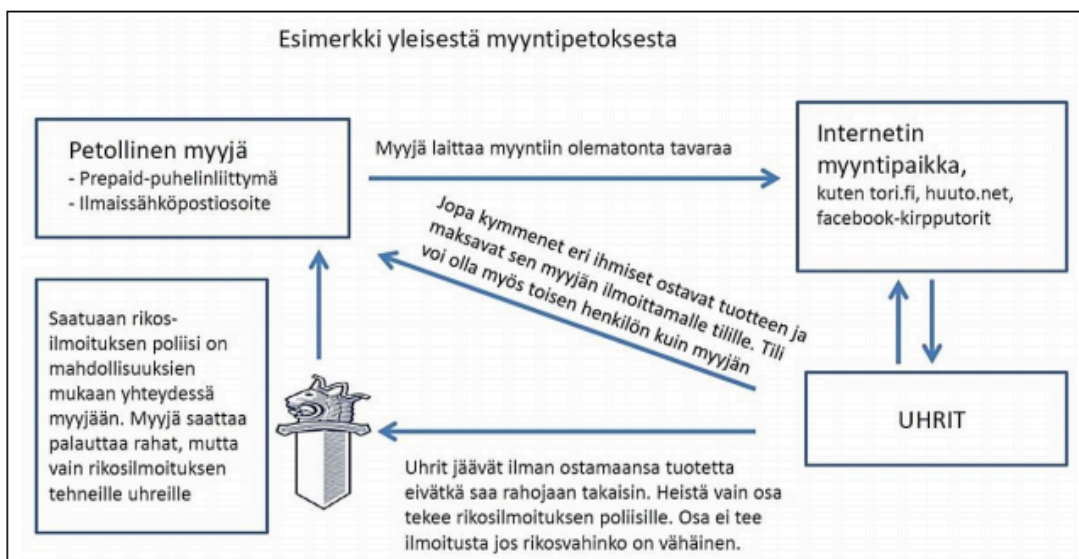 Esimerkki yleisestä myyntipetoksesta
Petollinen myyjä
- Prepaid-puhelinliittymä
- Ilmaissähköpostiosoite
Myyjä laittaa myyntiin olematonta tavaraa
Internetin
myyntipaikka,
kuten tori.fi, huuto.net,
facebook-kirpputorit
Jopa kymmenet eri ihmiset ostavat tuotteen ja
maksavat sen myyjän ilmoittamalle tilille. Tili
voi olla myös toisen henkilön kuin myyjän
Saatuaan rikos-
ilmoituksen poliisi on
mahdollisuuksien
mukaan yhteydessä
myyjään. Myyjä saattaa
palauttaa rahat, mutta
vain rikosilmoituksen
tehneille uhreille
UHRIT
Uhrit jäävät ilman ostamaansa tuotetta
eivätkä saa rahojaan takaisin. Heistä vain osa
tekee rikosilmoituksen poliisille. Osa ei tee
ilmoitusta jos rikosvahinko on vähäinen.